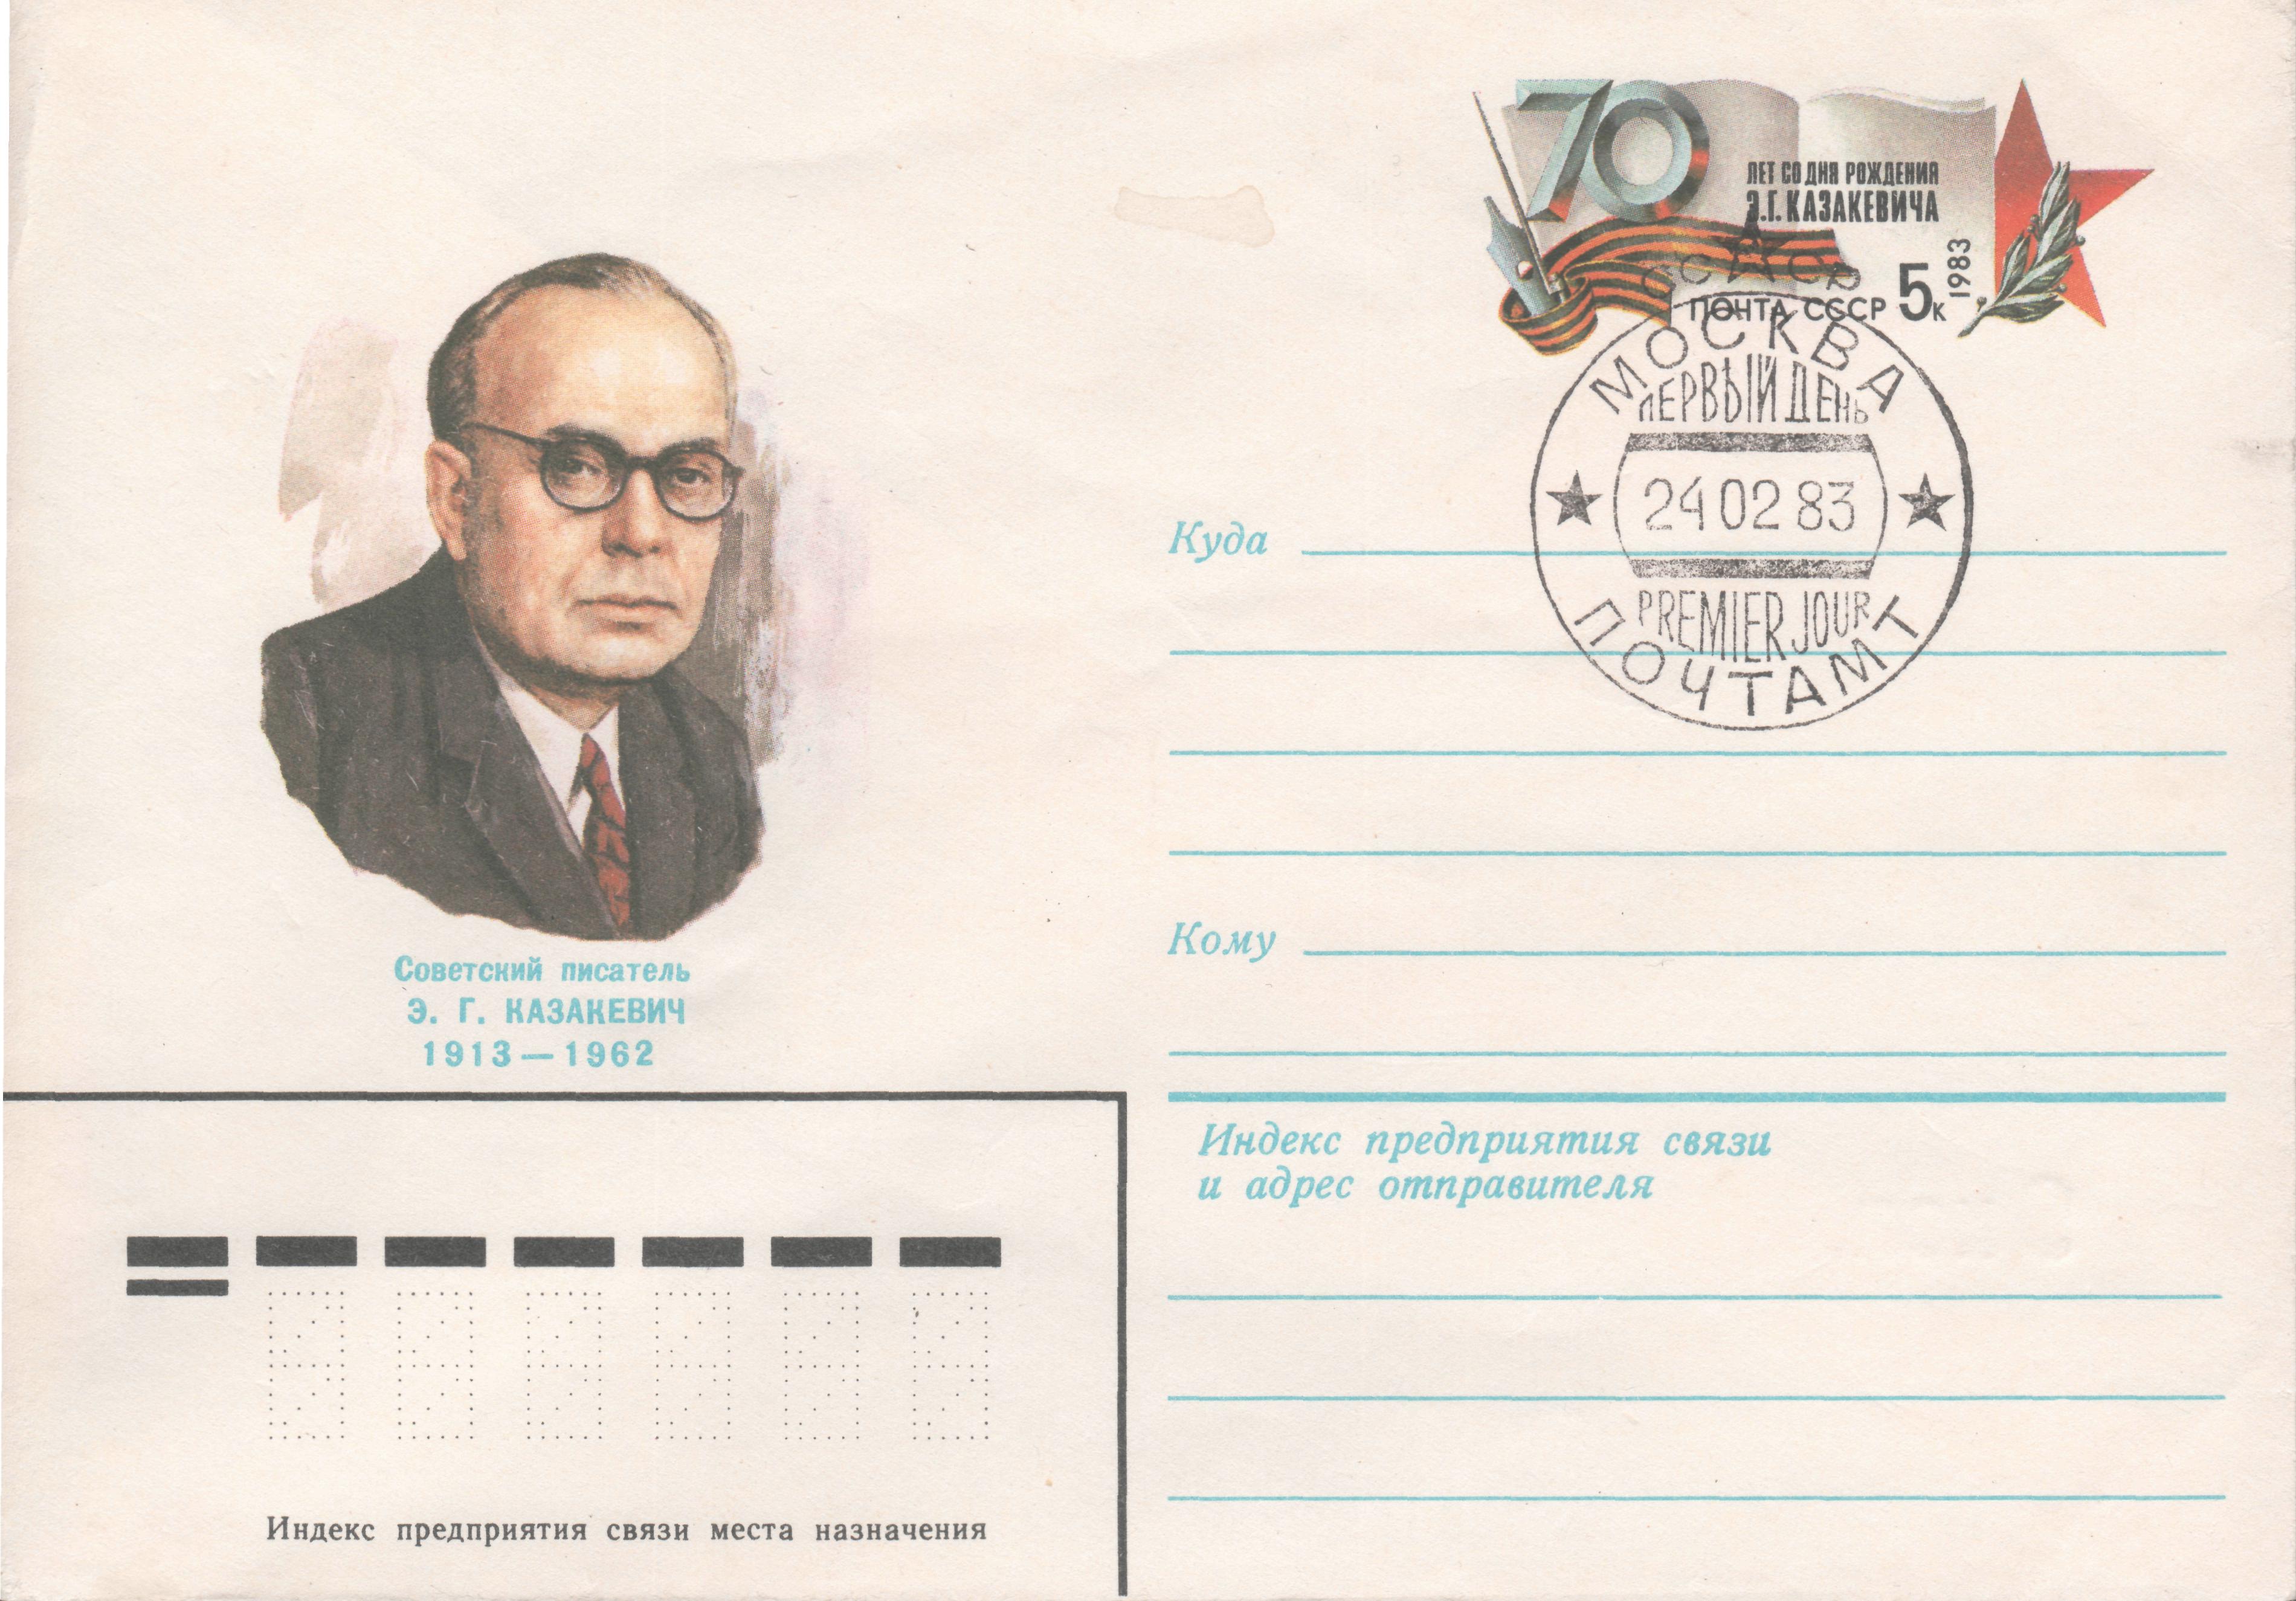 70
ЛЕТ СО ДНЯ РОЖДЕНИЯ
Э.Г. КАЗАКЕВИЧА
1983
ПОЧТА СССР 5К
СССР
МОСКВА
ПЕРВЫЙ ДЕНЬ
24 02 83
PREMIER JOUR
ПОЧТАМТ
Советский писатель
Э. Г. КАЗАКЕВИЧ
1913—1962
Куда
Кому
Индекс предприятия связи
и адрес отправителя
Индекс предприятия связи места назначения